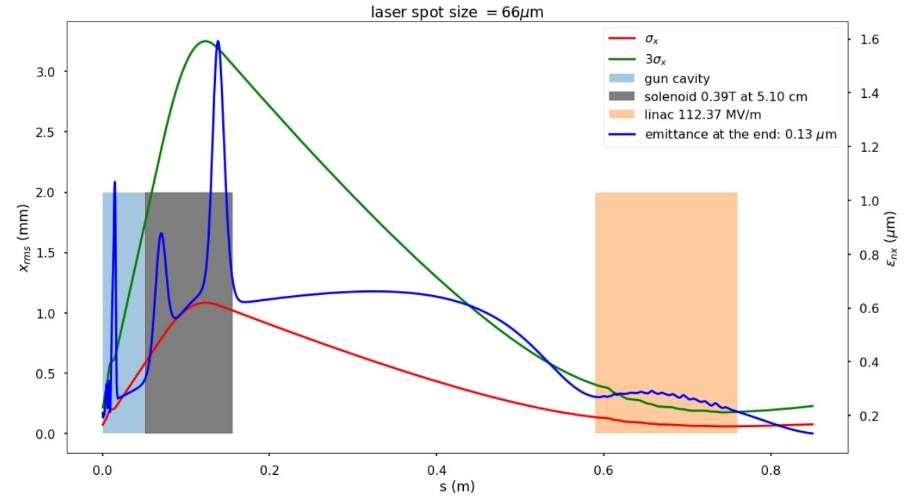 laser spot size = 66μm
σₓ
3σₓ
gun cavity
solenoid 0.39T at 5.10 cm
linac 112.37 MV/m
emittance at the end: 0.13 μm
3.0
2.5
2.0
1.5
1.0
0.5
0.0
x_rms (mm)
1.6
1.4
1.2
1.0
0.8
0.6
0.4
0.2
ε_nx (μm)
0.0
0.2
0.4
0.6
0.8
s (m)